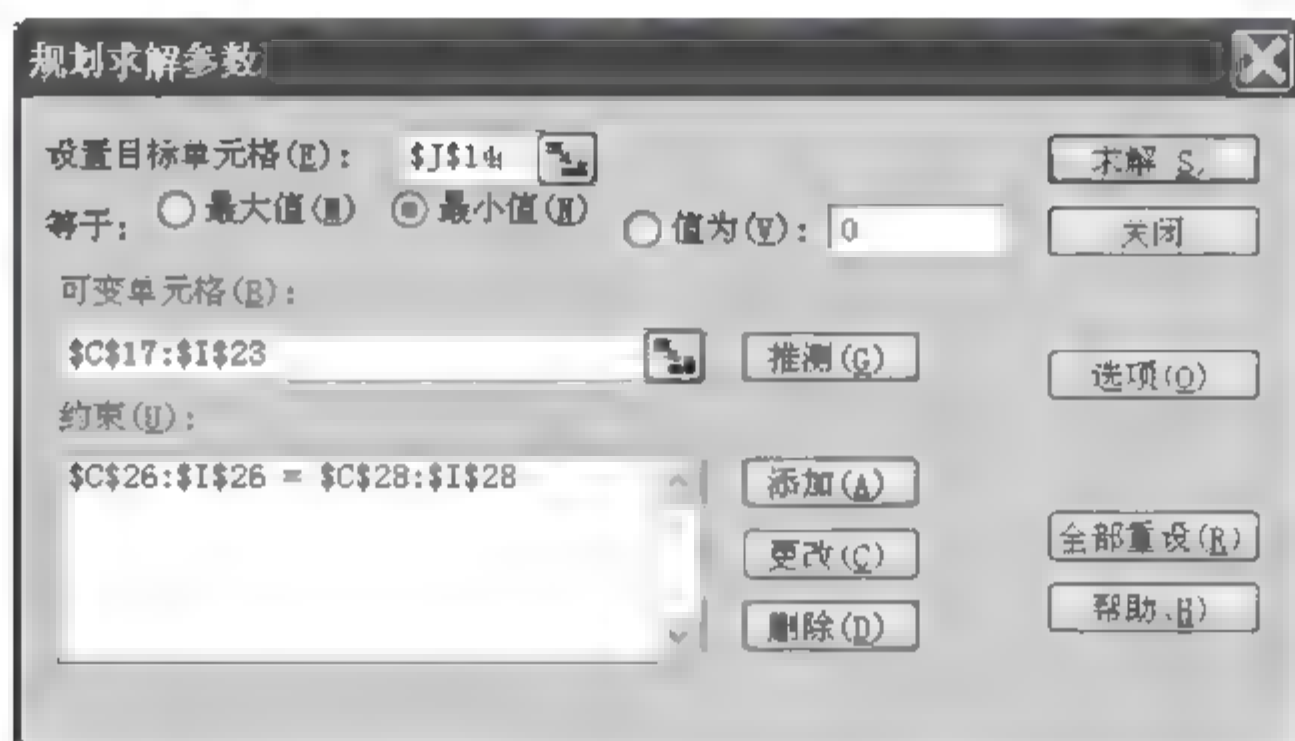 规划求解参数
设置目标单元格(E): 求解 S
等于: 最大值(M) 最小值(N) 值为(V): 0 关闭
可变单元格(B):
$C$17:$I$23 推测(G) 选项(O)
约束(U):
$C$26:$I$26 = $C$28:$I$28 添加(A)
更改(C) 全部重设(R)
删除(D) 帮助 H)